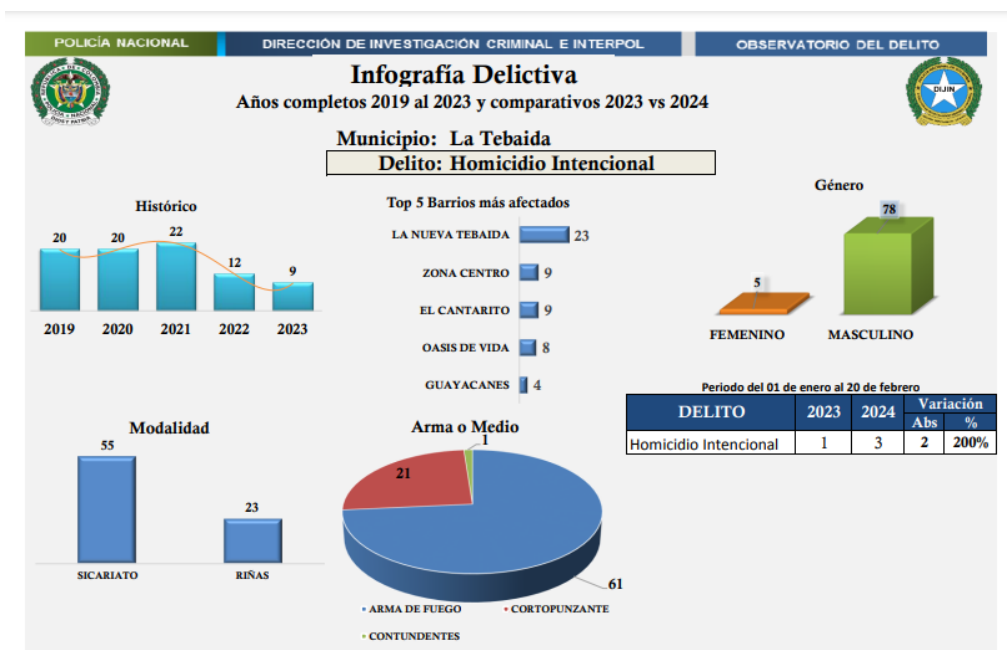 POLICÍA NACIONAL
DIRECCIÓN DE INVESTIGACIÓN CRIMINAL E INTERPOL
OBSERVATORIO DEL DELITO
Infografía Delictiva
Años completos 2019 al 2023 y comparativos 2023 vs 2024
DIJIN
Municipio: La Tebaida
Delito: Homicidio Intencional
Histórico
20 20 22 12 9
2019 2020 2021 2022 2023
Top 5 Barrios más afectados
LA NUEVA TEBAIDA 23
ZONA CENTRO 9
EL CANTARITO 9
OASIS DE VIDA 8
GUAYACANES 4
Género
5 78
FEMENINO MASCULINO
Modalidad
55 23
SICARIATO RIÑAS
Arma o Medio
1
21
61
ARMA DE FUEGO CORTOPUNZANTE
CONTUNDENTES
Periodo del 01 de enero al 20 de febrero
DELITO 2023 2024 Variación
Abs %
Homicidio Intencional 1 3 2 200%